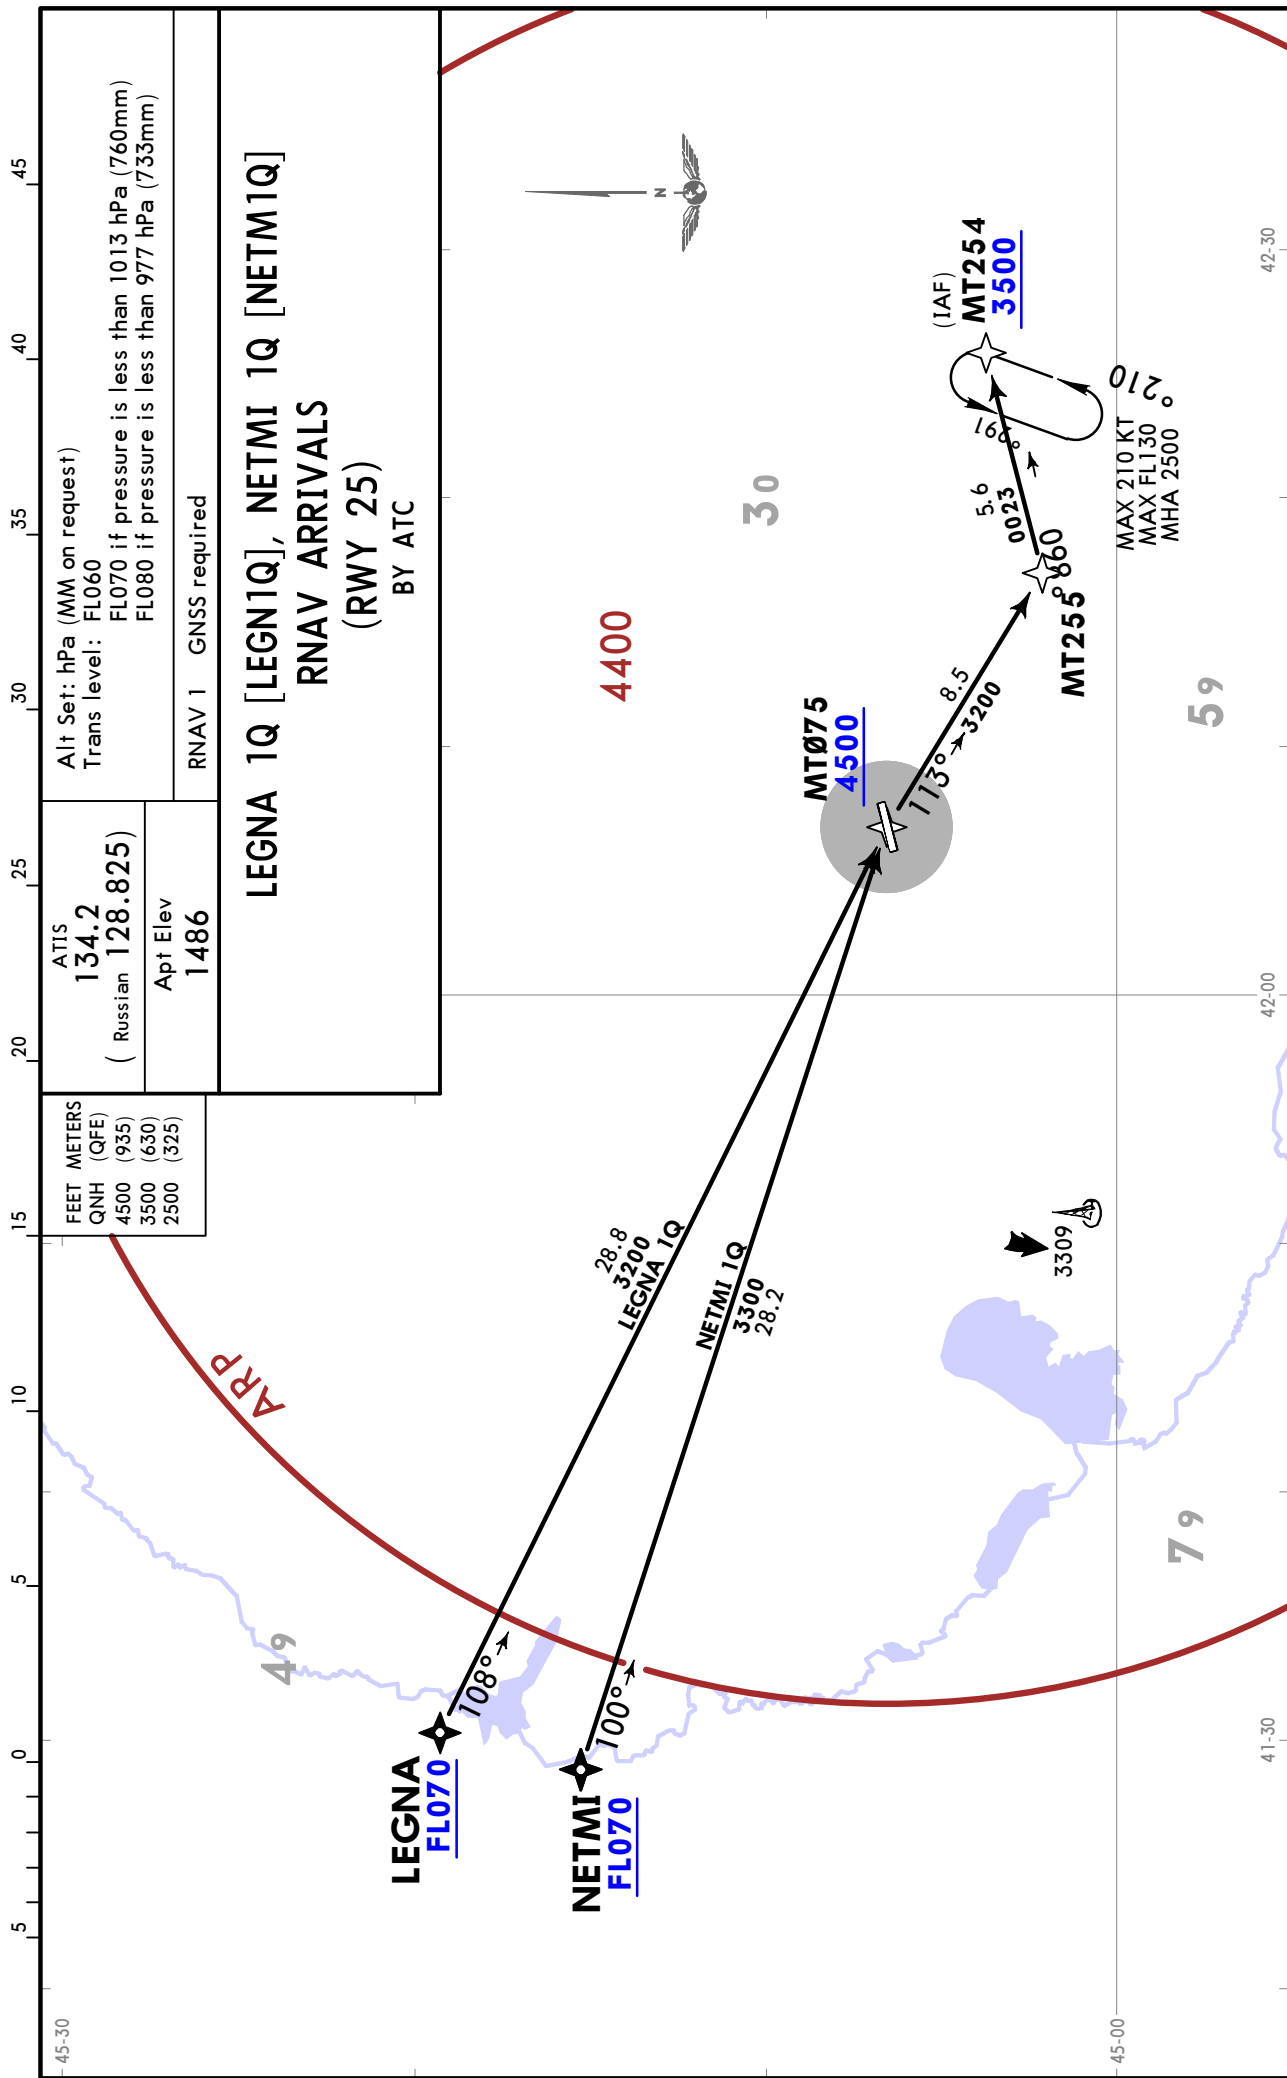 5 0 5 10 15 20 25 30 35 40 45
FEET METERS
QNH (QFE)
4500 (935)
3500 (630)
2500 (325)
ATIS
134.2
( Russian 128.825)
Apt Elev
1486
Alt Set: hPa (MM on request)
Trans level: FL060
FL070 if pressure is less than 1013 hPa (760mm)
FL080 if pressure is less than 977 hPa (733mm)
RNAV 1 GNSS required
LEGNA 1Q [LEGN1Q], NETMI 1Q [NETM1Q]
RNAV ARRIVALS
(RWY 25)
BY ATC
45-30
ARP
49
LEGNA
FL070
108°
28.8
3200
LEGNA 1Q
NETMI
FL070
100°
NETMI 1Q
3300
28.2
4400
N
30
MTØ75
4500
113°
8.5
3200
MT255
°860
5.6
0023
(IAF)
MT254
3500
°291
°210
MAX 210 KT
MAX FL130
MHA 2500
3309
59
79
45-00
41-30
42-00
42-30